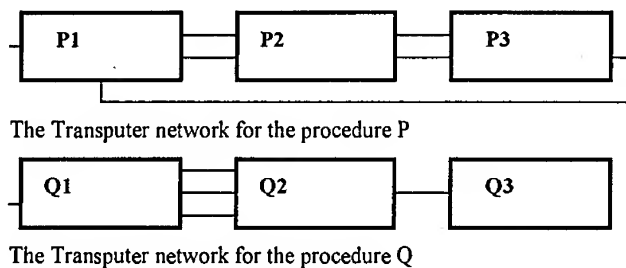 P1 P2 P3
The Transputer network for the procedure P
Q1 Q2 Q3
The Transputer network for the procedure Q